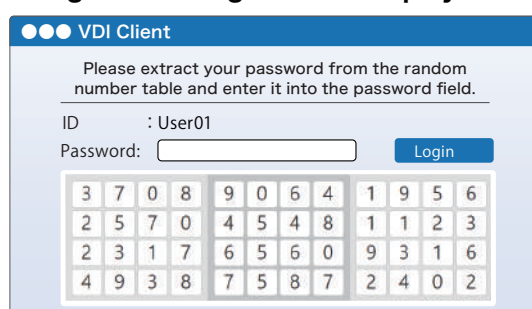 VDI Client
Please extract your password from the random
number table and enter it into the password field.
ID : User01
Password:
Login
3 7 0 8 9 0 6 4 1 9 5 6
2 5 7 0 4 5 4 8 1 1 2 3
2 3 1 7 6 5 6 0 9 3 1 6
4 9 3 8 7 5 8 7 2 4 0 2